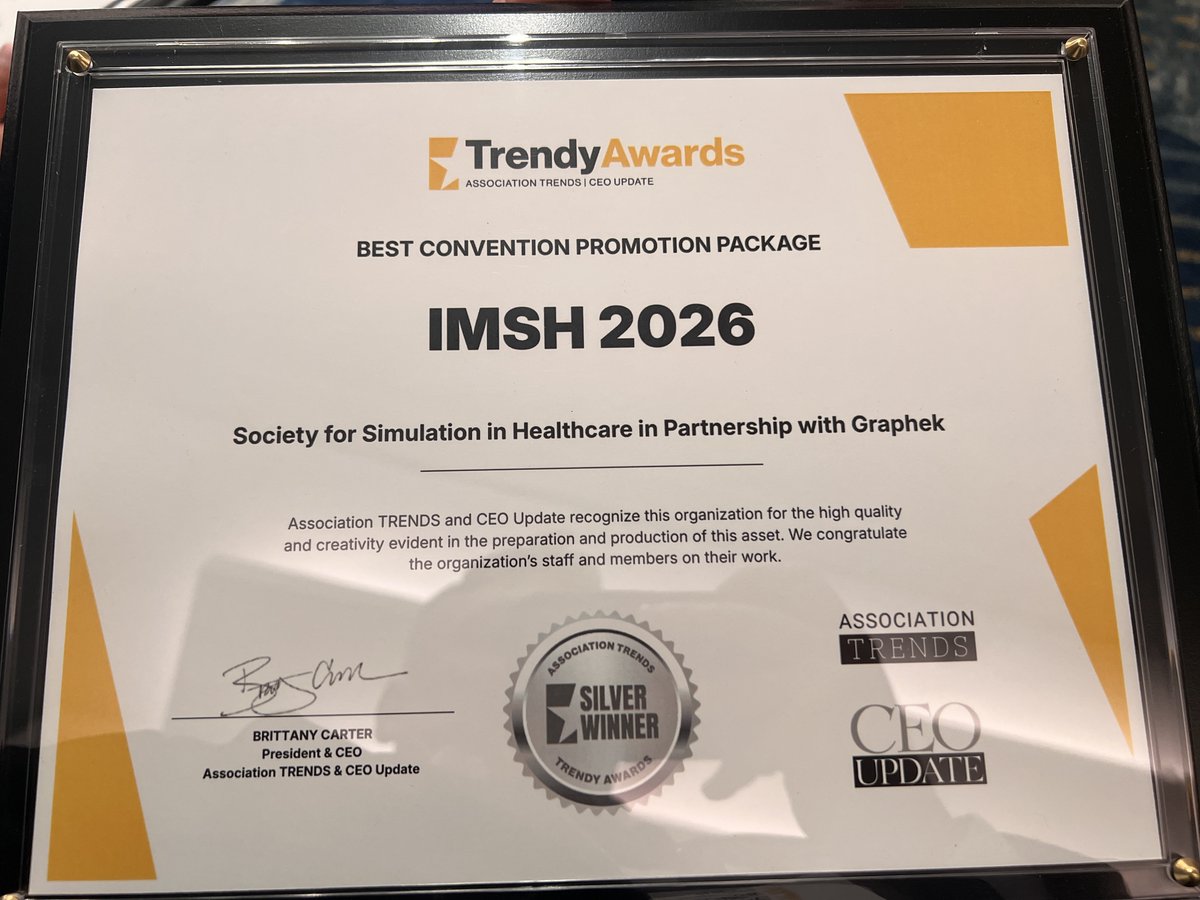 TrendyAwards
ASSOCIATION TRENDS | CEO UPDATE
BEST CONVENTION PROMOTION PACKAGE
IMSH 2026
Society for Simulation in Healthcare in Partnership with Graphek
Association TRENDS and CEO Update recognize this organization for the high quality
and creativity evident in the preparation and production of this asset. We congratulate
the organization's staff and members on their work.
BRITTANY CARTER
President & CEO
Association TRENDS & CEO Update
ASSOCIATION TRENDS
SILVER
WINNER
TRENDY AWARDS
ASSOCIATION
TRENDS
CEO
UPDATE